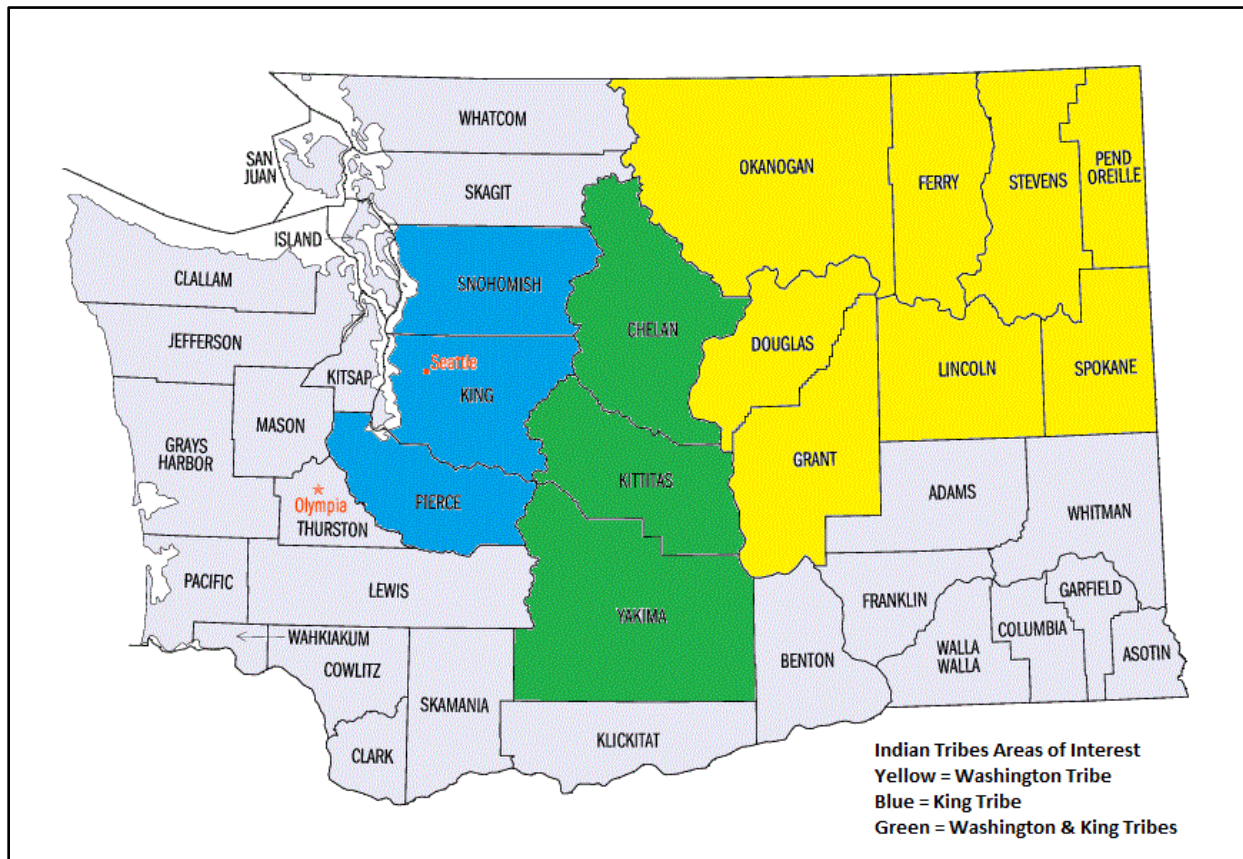 WHATCOM
SAN
JUAN
SKAGIT
OKANOGAN
FERRY
STEVENS
PEND
OREILLE
ISLAND
CLALLAM
SNOHOMISH
CHELAN
JEFFERSON
DOUGLAS
Seattle
KITSAP
KING
LINCOLN
SPOKANE
MASON
GRAYS
HARBOR
GRANT
KITTITAS
ADAMS
Olympia
PIERCE
THURSTON
WHITMAN
PACIFIC
LEWIS
YAKIMA
FRANKLIN
GARFIELD
COLUMBIA
WAHKIAKUM
COWLITZ
WALLA
WALLA
ASOTIN
BENTON
SKAMANIA
KLICKITAT
CLARK
Indian Tribes Areas of Interest
Yellow = Washington Tribe
Blue = King Tribe
Green = Washington & King Tribes